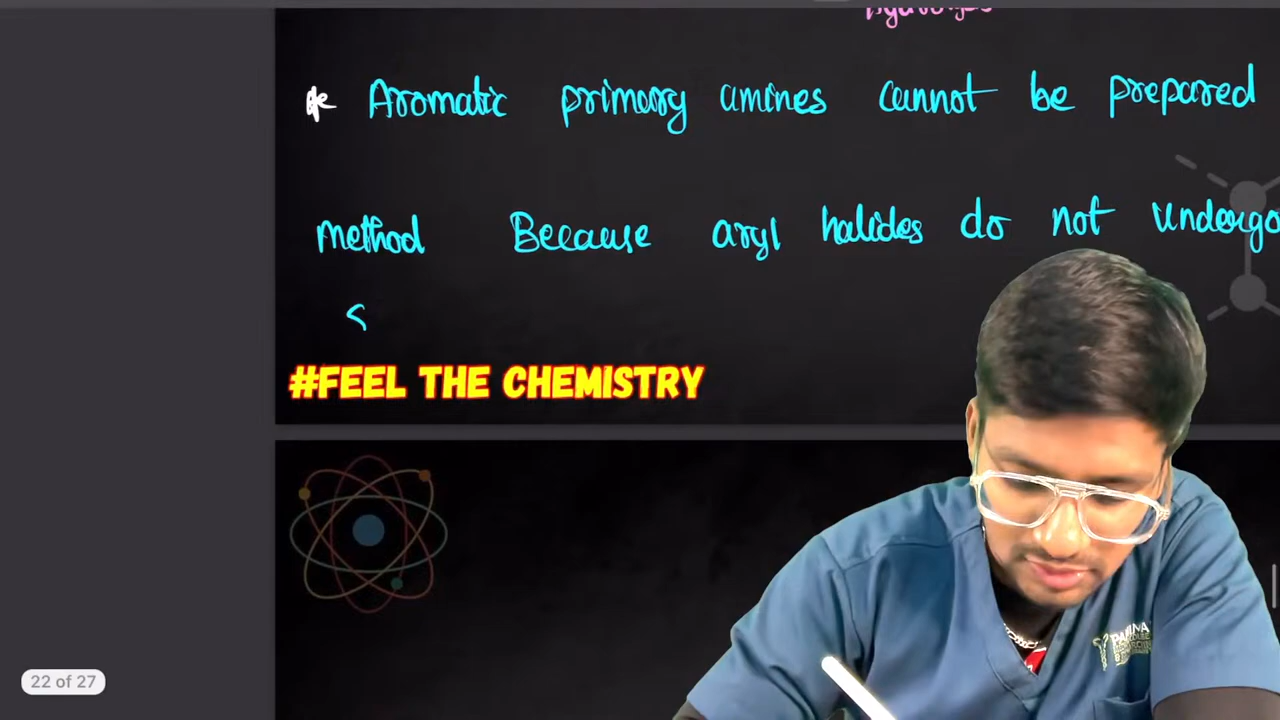 * Aromatic primary amines cannot be prepared
method Because aryl halides do not undergo
S
#FEEL THE CHEMISTRY
22 of 27